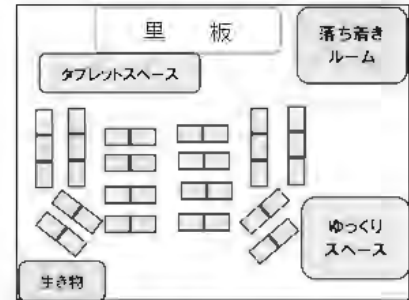 黒 板
落ち着き
ルーム
タブレットスペース
ゆっくり
スペース
生き物